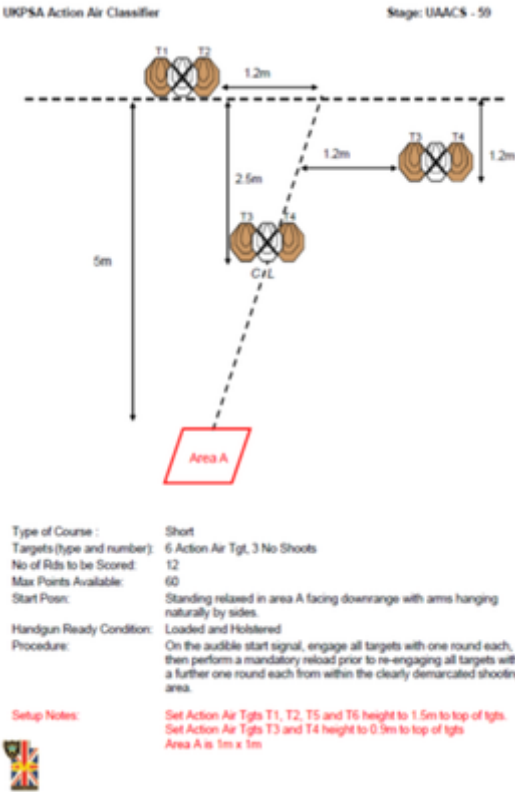 UKPSA Action Air Classifier
Stage: UAACS - 59
T1 T2
1.2m
T3 T4
1.2m
1.2m
2.5m
T3 T4
5m
C/L
Area A
Type of Course : Short
Targets (type and number): 6 Action Air Tgt, 3 No Shoots
No of Rds to be Scored: 12
Max Points Available: 60
Start Posn: Standing relaxed in area A facing downrange with arms hanging
naturally by sides.
Handgun Ready Condition: Loaded and Holstered
Procedure: On the audible start signal, engage all targets with one round each,
then perform a mandatory reload prior to re-engaging all targets with
a further one round each from within the clearly demarcated shooting
area.
Setup Notes: Set Action Air Tgts T1, T2, T5 and T6 height to 1.5m to top of tgts.
Set Action Air Tgts T3 and T4 height to 0.9m to top of tgts
Area A is 1m x 1m